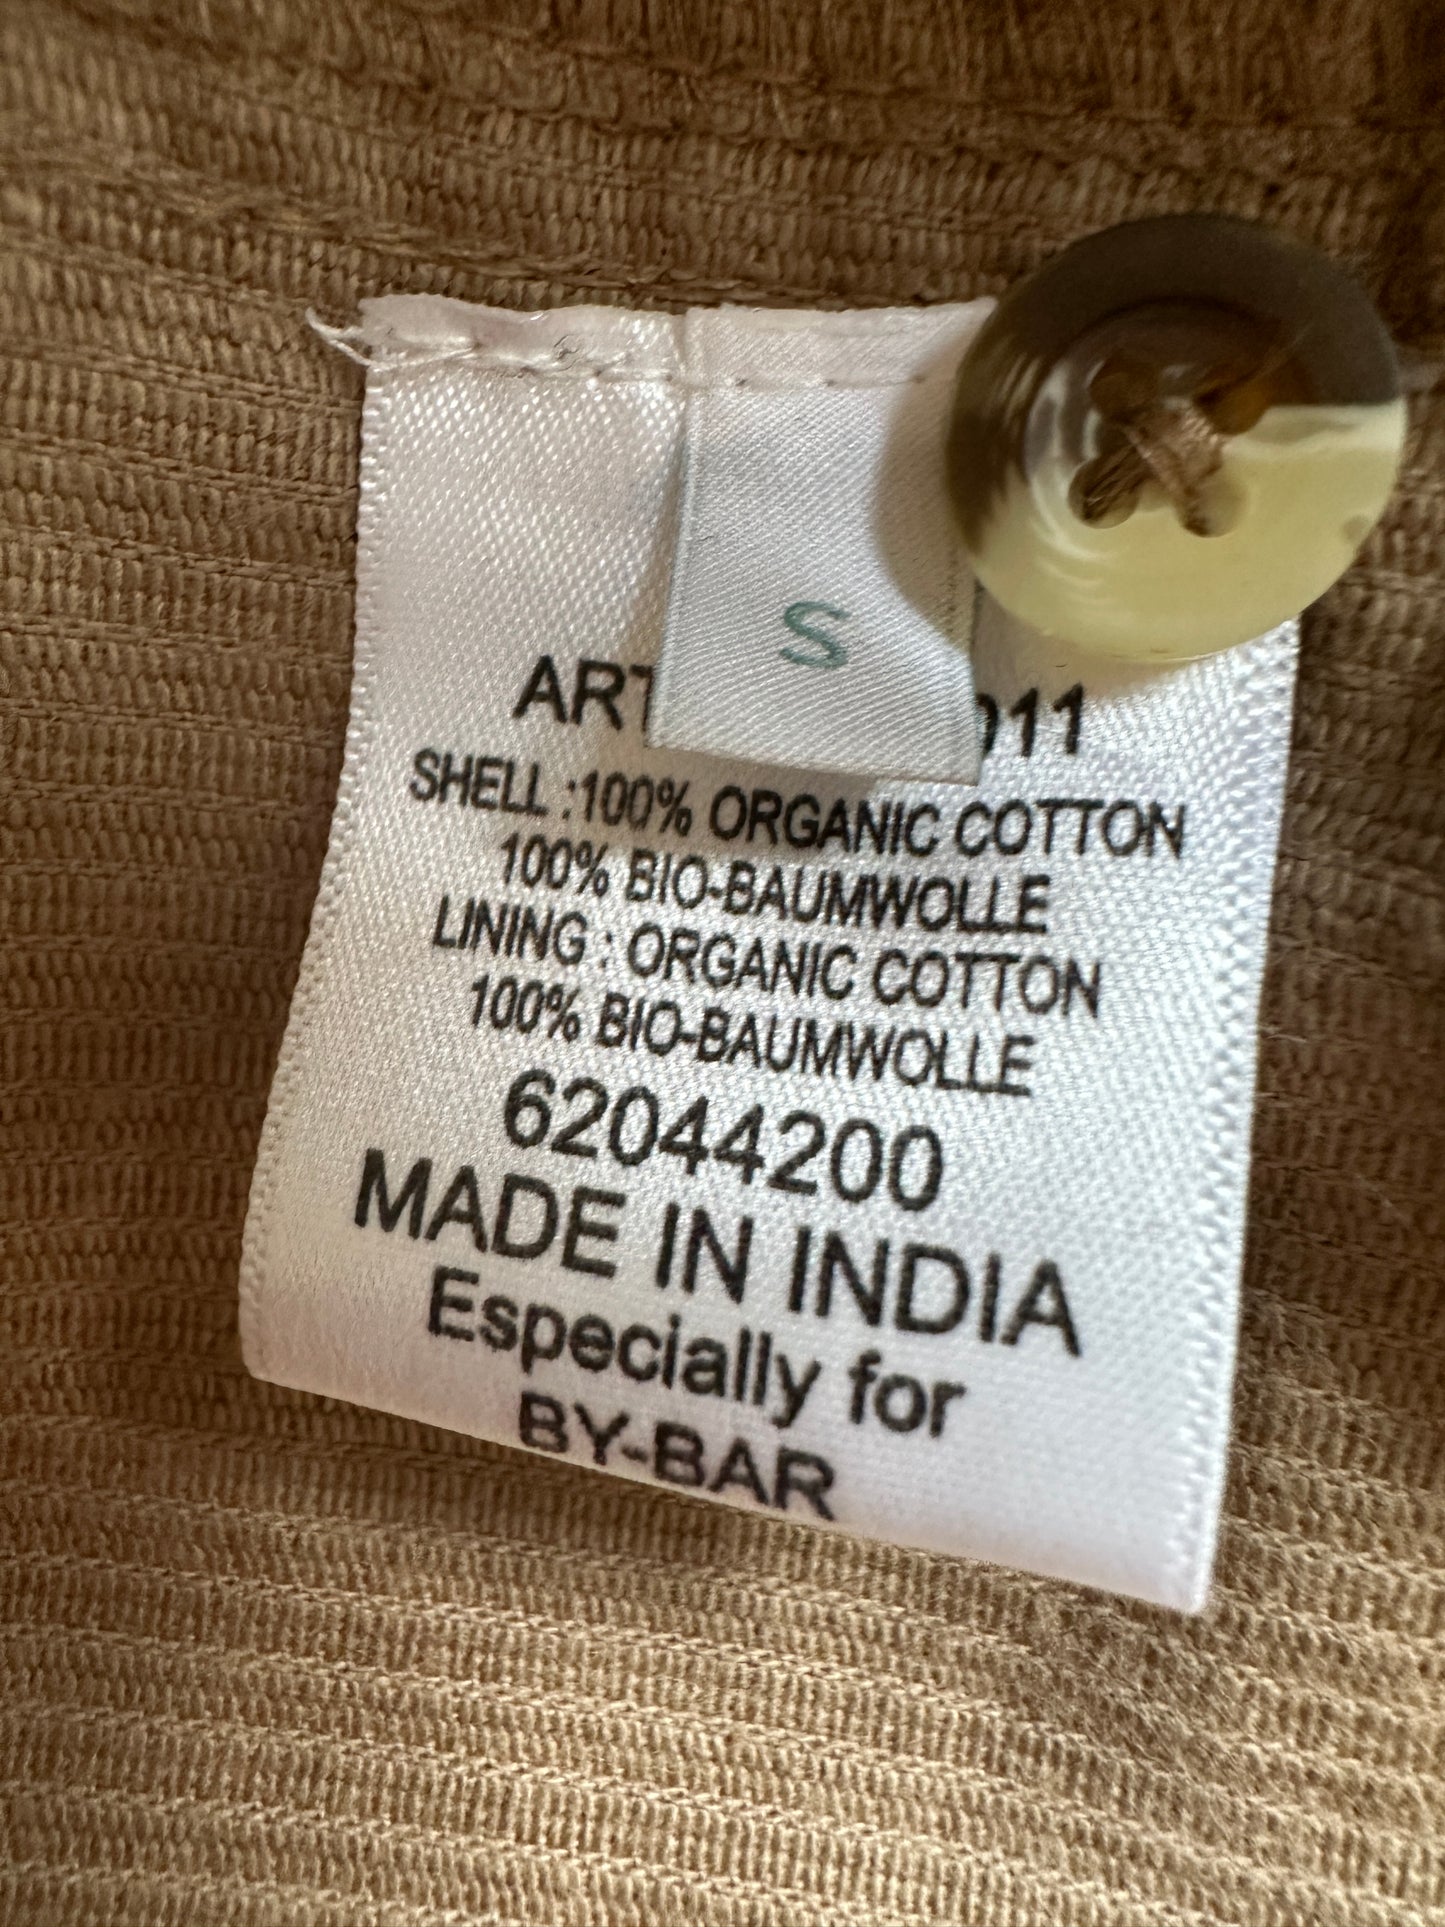 S
ART 011
SHELL :100% ORGANIC COTTON
100% BIO-BAUMWOLLE
LINING : ORGANIC COTTON
100% BIO-BAUMWOLLE
62044200
MADE IN INDIA
Especially for
BY-BAR